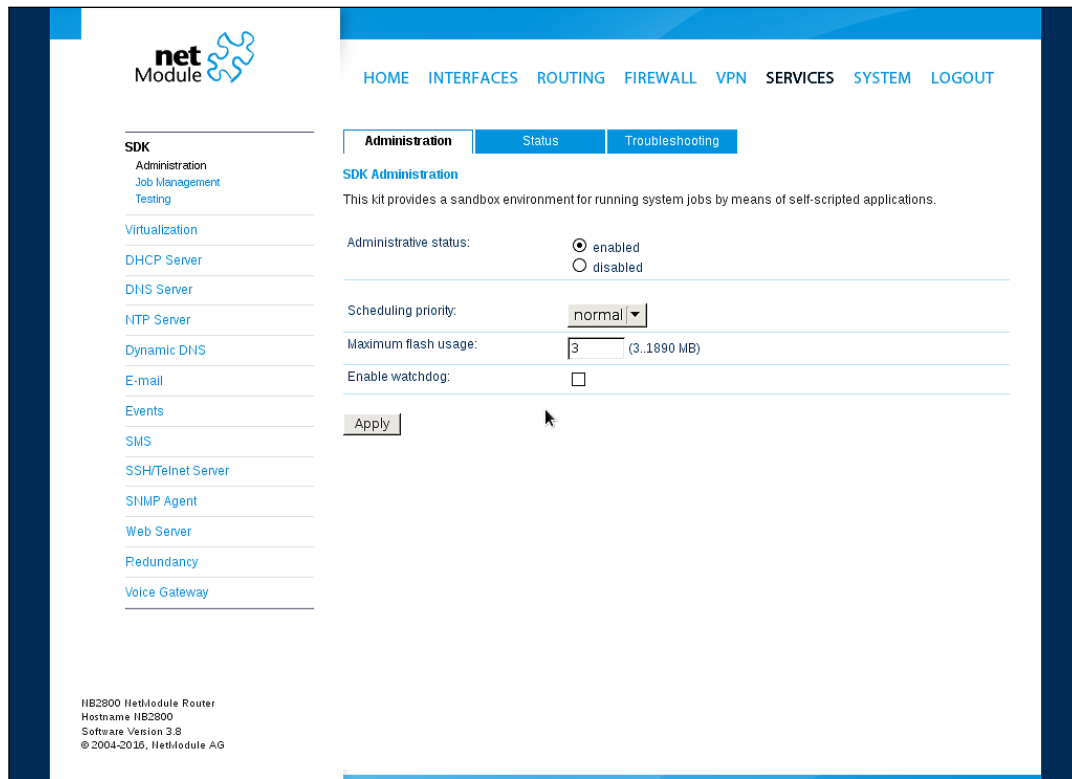 net
Module
HOME INTERFACES ROUTING FIREWALL VPN SERVICES SYSTEM LOGOUT
SDK
Administration
Job Management
Testing
Virtualization
DHCP Server
DNS Server
NTP Server
Dynamic DNS
E-mail
Events
SMS
SSH/Telnet Server
SNMP Agent
Web Server
Redundancy
Voice Gateway
Administration Status Troubleshooting
SDK Administration
This kit provides a sandbox environment for running system jobs by means of self-scripted applications.
Administrative status:
enabled
disabled
Scheduling priority: normal
Maximum flash usage: 3 (3..1890 MB)
Enable watchdog:
Apply
NB2800 NetModule Router
Hostname NB2800
Software Version 3.8
© 2004-2016, NetModule AG